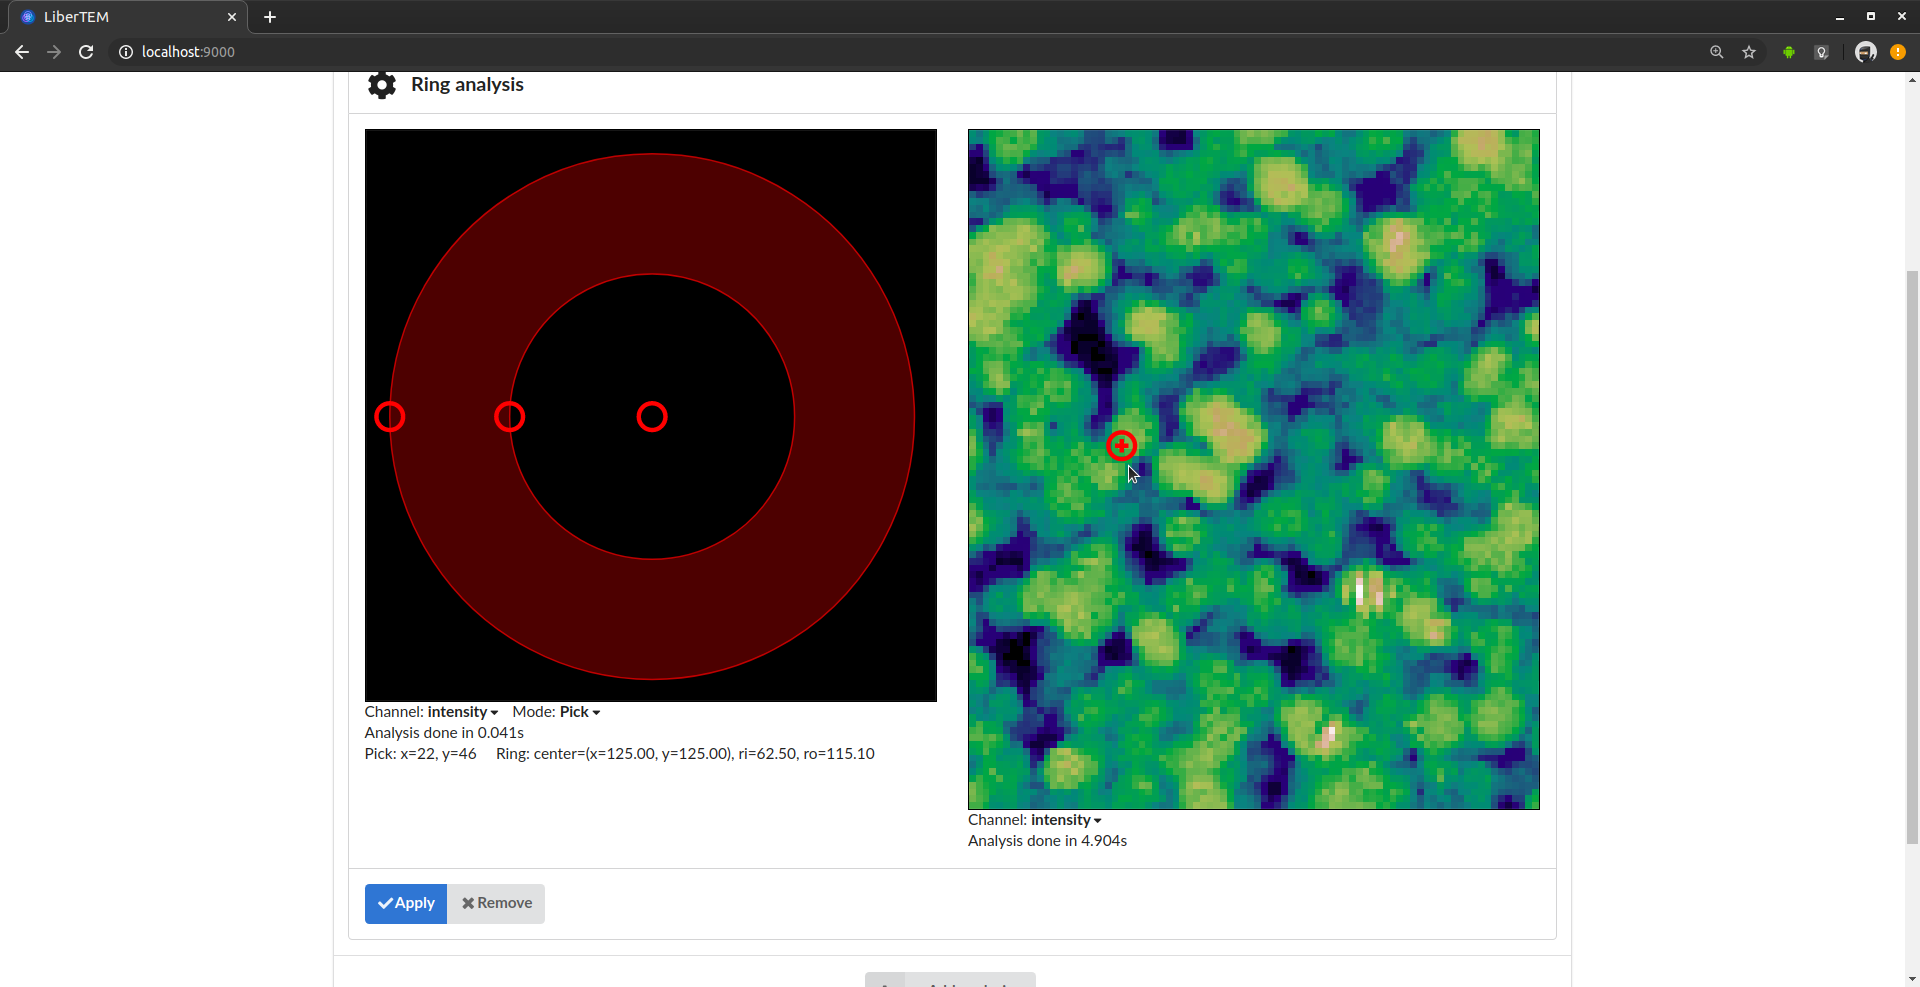 LiberTEM
localhost:9000
Ring analysis
Channel: intensity Mode: Pick
Analysis done in 0.041s
Pick: x=22, y=46 Ring: center=(x=125.00, y=125.00), ri=62.50, ro=115.10
Channel: intensity
Analysis done in 4.904s
Apply Remove